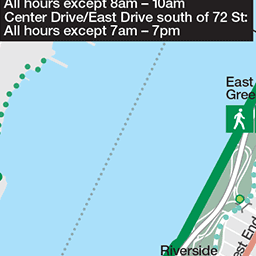 All hours except 8am – 10am
Center Drive/East Drive south of 72 St:
All hours except 7am – 7pm
East
Gree
Riverside
est End